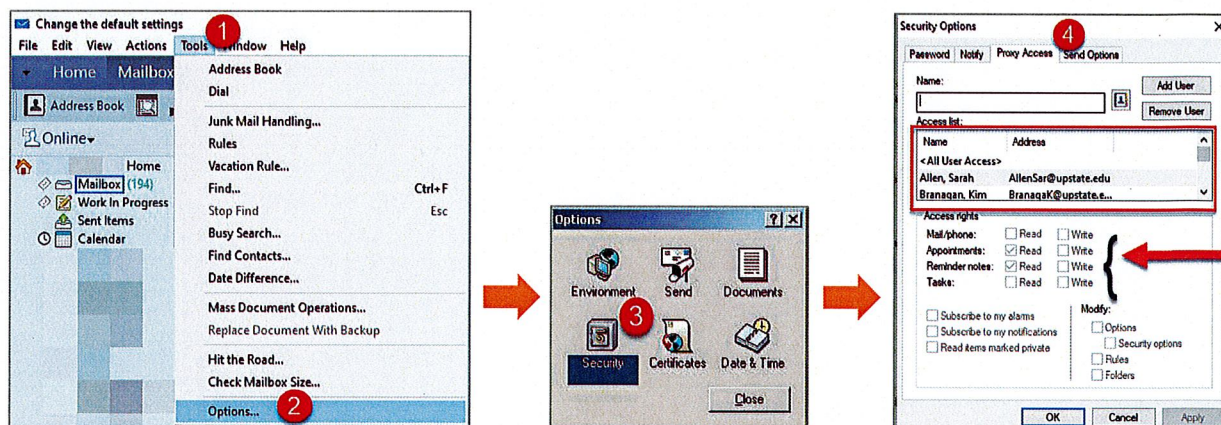 Change the default settings
1
File Edit View Actions Tools Window Help
Home Mailbox
Address Book
Online
Home
Mailbox (194)
Work In Progress
Sent Items
Calendar
Address Book
Dial
Junk Mail Handling...
Rules
Vacation Rule...
Find... Ctrl+F
Stop Find Esc
Busy Search...
Find Contacts...
Date Difference...
Mass Document Operations...
Replace Document With Backup
Hit the Road...
Check Mailbox Size...
Options... 2
Options
Environment Send Documents
3
Security Certificates Date & Time
Close
Security Options
4
Password Notify Proxy Access Send Options
Name:
Add User
Remove User
Access list:
Name Address
<All User Access>
Allen, Sarah AllenSar@upstate.edu
Branagan, Kim BranagaK@upstate.e...
Access rights
Mail/phone: Read Write
Appointments: Read Write
Reminder notes: Read Write
Tasks: Read Write
Subscribe to my alarms
Subscribe to my notifications
Read items marked private
Modify:
Options
Security options
Rules
Folders
OK Cancel Apply